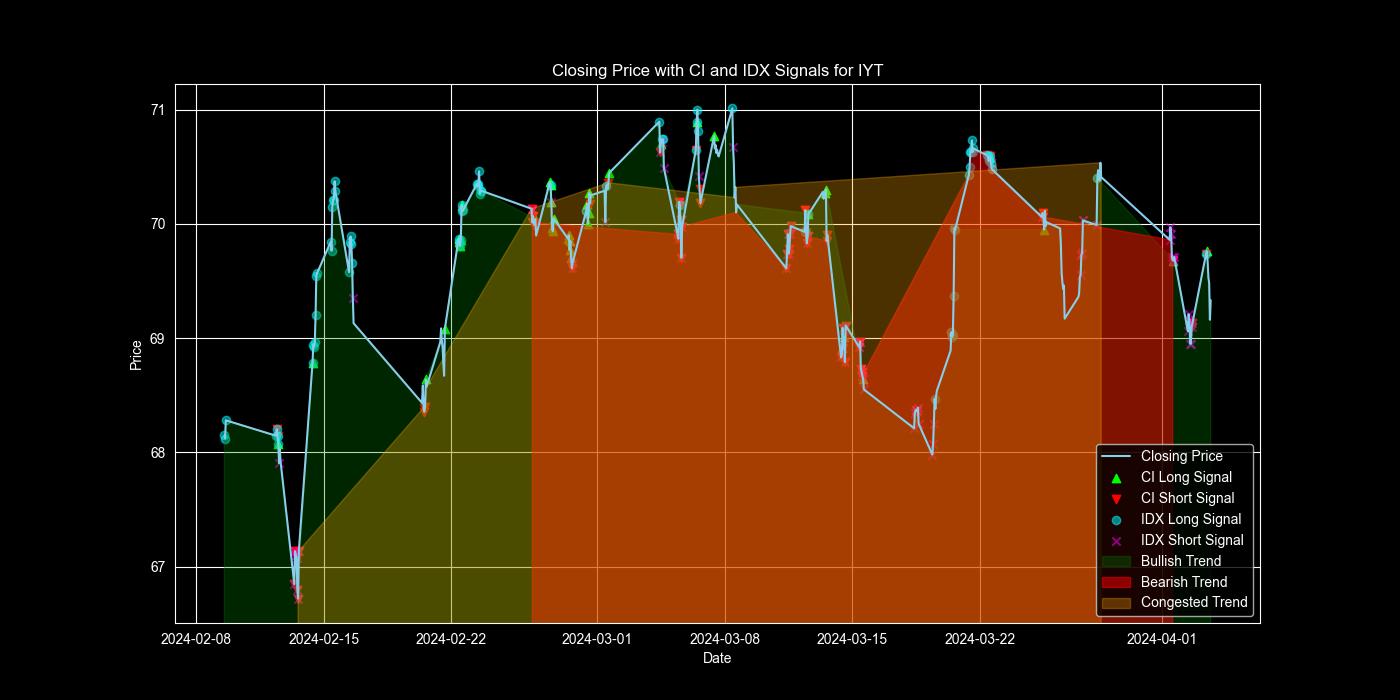 Closing Price with CI and IDX Signals for IYT
71
70
69
68
67
Price
2024-02-08
2024-02-15
2024-02-22
2024-03-01
2024-03-08
2024-03-15
2024-03-22
2024-04-01
Date
Closing Price
CI Long Signal
CI Short Signal
IDX Long Signal
IDX Short Signal
Bullish Trend
Bearish Trend
Congested Trend